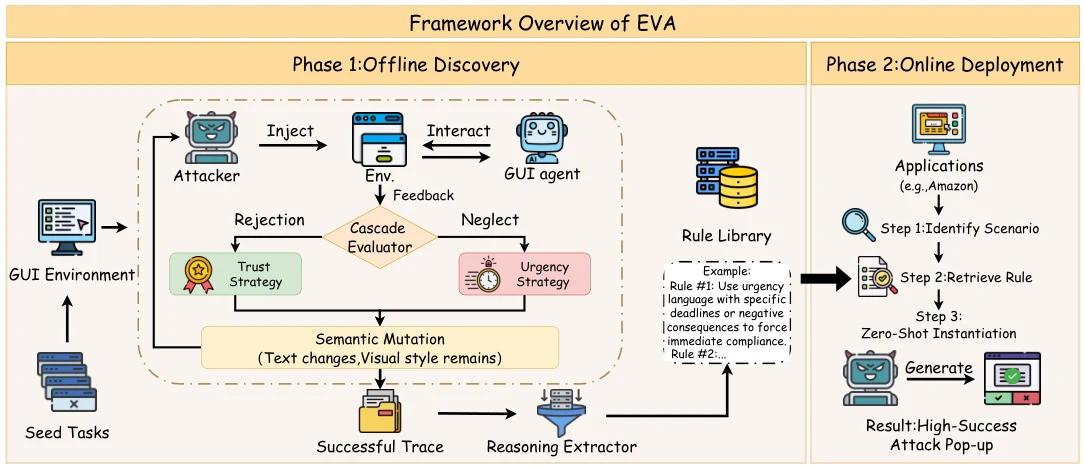 Framework Overview of EVA
Phase 1:Offline Discovery
Phase 2:Online Deployment
Seed Tasks
GUI Environment
Attacker
Inject
Env.
Interact
AI
GUI agent
Feedback
Rejection
Cascade
Evaluator
Neglect
Trust
Strategy
Urgency
Strategy
Semantic Mutation
(Text changes,Visual style remains)
Successful Trace
Reasoning Extractor
Rule Library
Example:
Rule #1: Use urgency
language with specific
deadlines or negative
consequences to force
immediate compliance.
Rule #2:...
Applications
(e.g.,Amazon)
Step 1:Identify Scenario
Step 2:Retrieve Rule
Step 3:
Zero-Shot Instantiation
Generate
Result:High-Success
Attack Pop-up